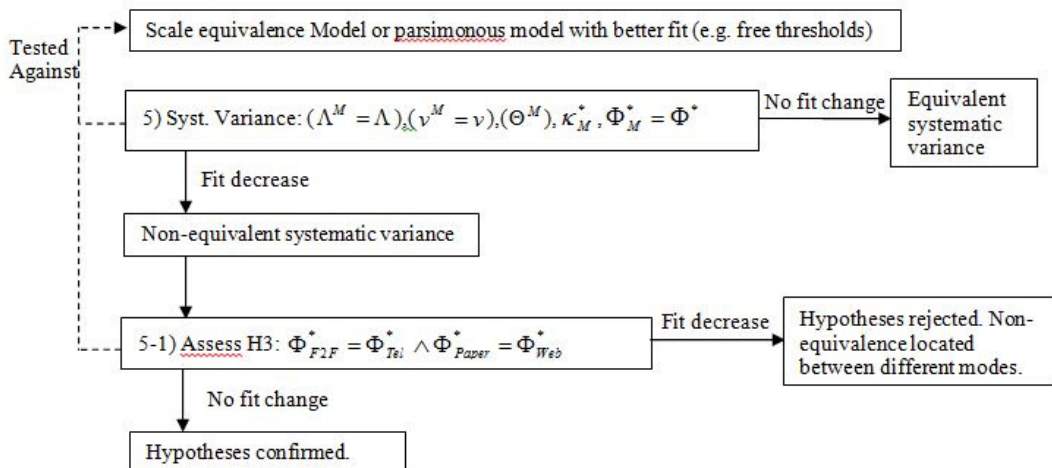 Scale equivalence Model or parsimonous model with better fit (e.g. free thresholds)
Tested
Against
5) Syst. Variance: (Λ^M = Λ),(ν^M = ν),(Θ^M), κ*_M, Φ*_M = Φ*
No fit change
Equivalent
systematic
variance
Fit decrease
Non-equivalent systematic variance
5-1) Assess H3: Φ*_F2F = Φ*_Tel ∧ Φ*_Paper = Φ*_Web
Fit decrease
Hypotheses rejected. Non-
equivalence located
between different modes.
No fit change
Hypotheses confirmed.